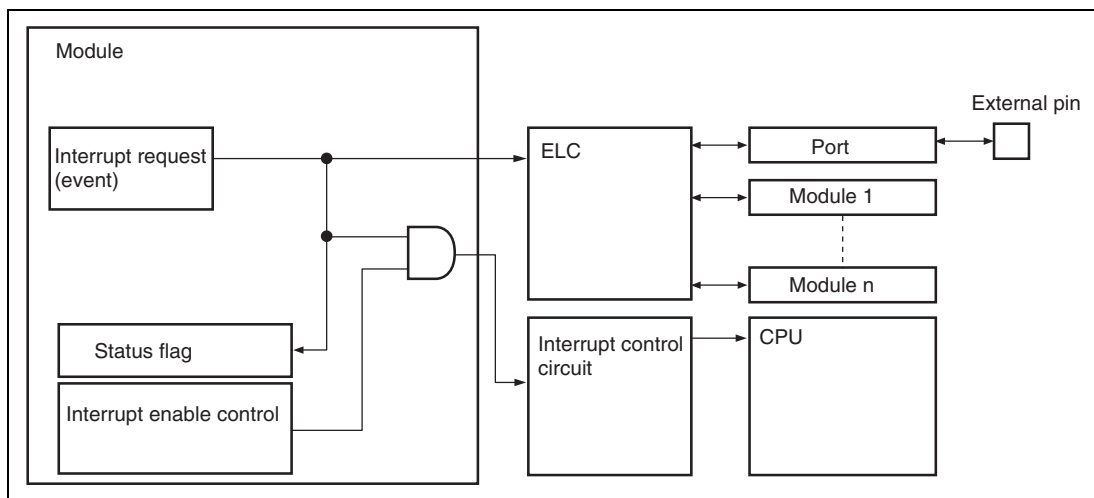 Module
External pin
Interrupt request
(event)
ELC
Port
Module 1
Module n
Status flag
Interrupt control
circuit
CPU
Interrupt enable control